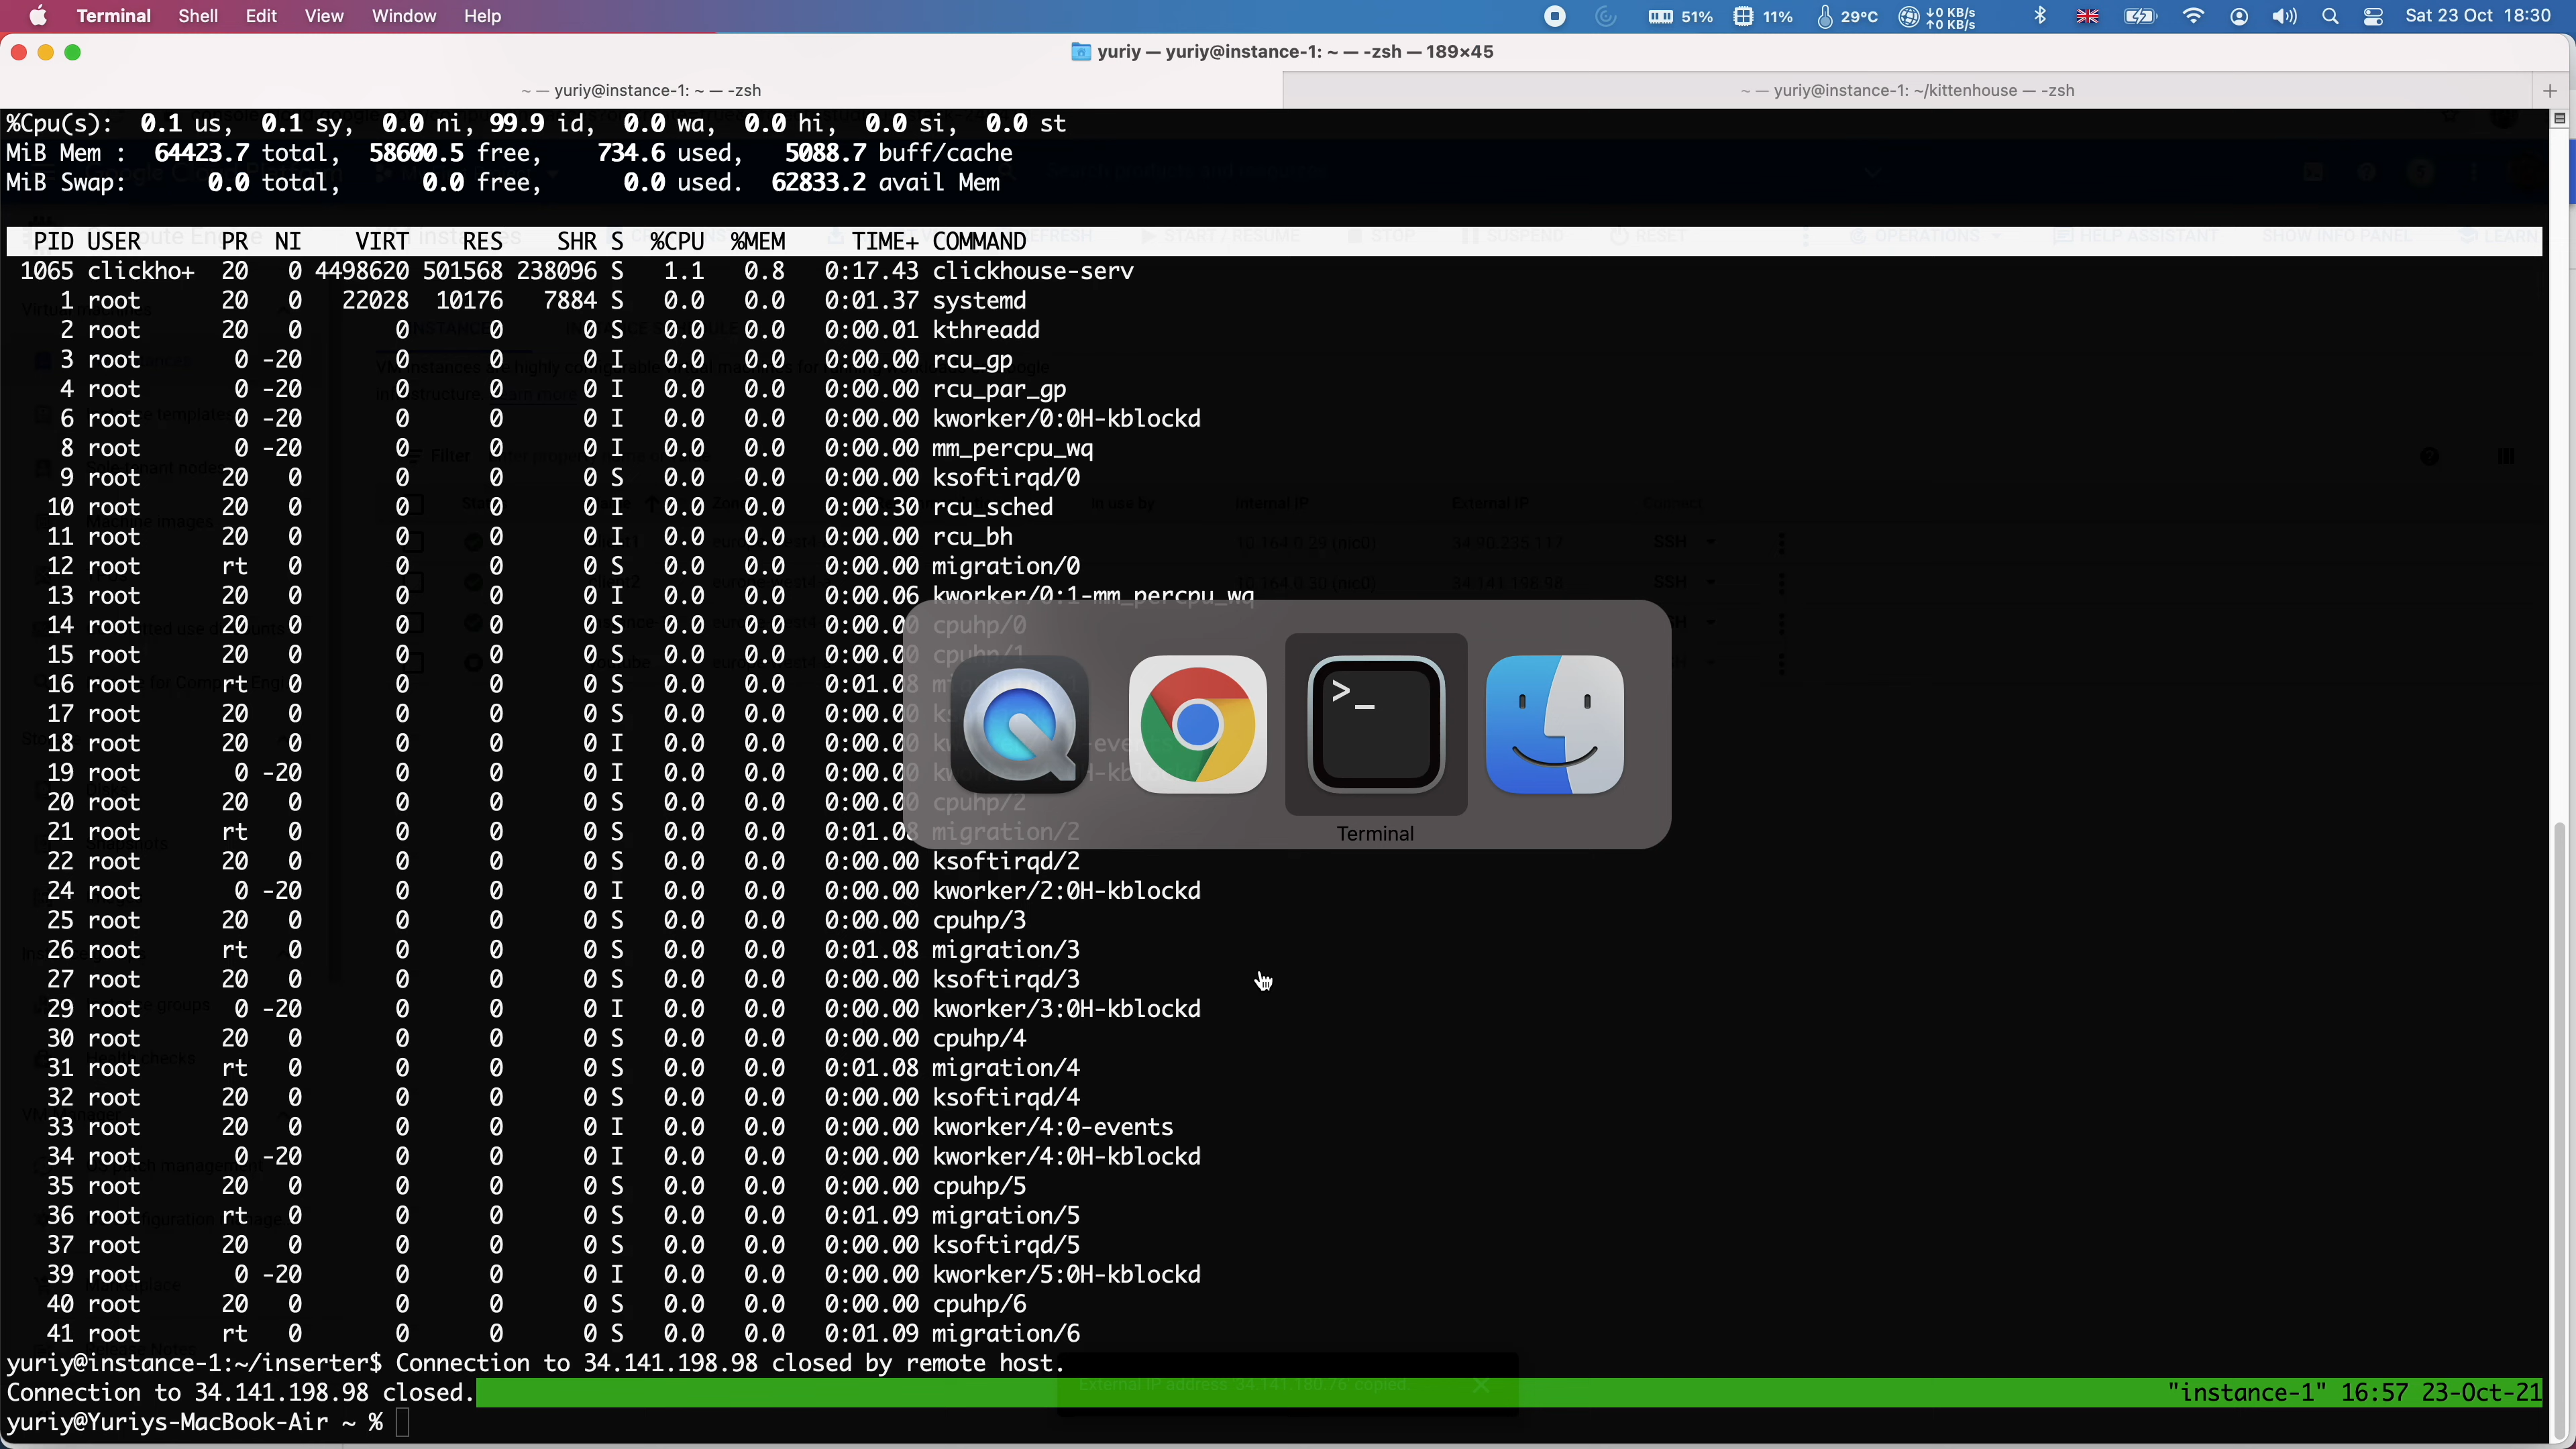 Terminal Shell Edit View Window Help 51% 11% 29°C ↓0 KB/s ↑0 KB/s Sat 23 Oct 18:30
yuriy — yuriy@instance-1: ~ — -zsh — 189×45
~ — yuriy@instance-1: ~ — -zsh
~ — yuriy@instance-1: ~/kittenhouse — -zsh
%Cpu(s): 0.1 us, 0.1 sy, 0.0 ni, 99.9 id, 0.0 wa, 0.0 hi, 0.0 si, 0.0 st
MiB Mem : 64423.7 total, 58600.5 free, 734.6 used, 5088.7 buff/cache
MiB Swap: 0.0 total, 0.0 free, 0.0 used. 62833.2 avail Mem
PID USER PR NI VIRT RES SHR S %CPU %MEM TIME+ COMMAND
1065 clickho+ 20 0 4498620 501568 238096 S 1.1 0.8 0:17.43 clickhouse-serv
1 root 20 0 22028 10176 7884 S 0.0 0.0 0:01.37 systemd
2 root 20 0 0 0 0 S 0.0 0.0 0:00.01 kthreadd
3 root 0 -20 0 0 0 I 0.0 0.0 0:00.00 rcu_gp
4 root 0 -20 0 0 0 I 0.0 0.0 0:00.00 rcu_par_gp
6 root 0 -20 0 0 0 I 0.0 0.0 0:00.00 kworker/0:0H-kblockd
8 root 0 -20 0 0 0 I 0.0 0.0 0:00.00 mm_percpu_wq
9 root 20 0 0 0 0 S 0.0 0.0 0:00.00 ksoftirqd/0
10 root 20 0 0 0 0 I 0.0 0.0 0:00.30 rcu_sched
11 root 20 0 0 0 0 I 0.0 0.0 0:00.00 rcu_bh
12 root rt 0 0 0 0 S 0.0 0.0 0:00.00 migration/0
13 root 20 0 0 0 0 I 0.0 0.0 0:00.06 kworker/0:1-mm_percpu_wq
14 root 20 0 0 0 0 S 0.0 0.0 0:00.00 cpuhp/0
15 root 20 0 0 0 0 S 0.0 0.0 0:00.00 cpuhp/1
16 root rt 0 0 0 0 S 0.0 0.0 0:01.08
17 root 20 0 0 0 0 S 0.0 0.0 0:00.00
18 root 20 0 0 0 0 I 0.0 0.0 0:00.00
19 root 0 -20 0 0 0 I 0.0 0.0 0:00.00
20 root 20 0 0 0 0 S 0.0 0.0 0:00.00 cpuhp/2
21 root rt 0 0 0 0 S 0.0 0.0 0:01.08 migration/2
Terminal
22 root 20 0 0 0 0 S 0.0 0.0 0:00.00 ksoftirqd/2
24 root 0 -20 0 0 0 I 0.0 0.0 0:00.00 kworker/2:0H-kblockd
25 root 20 0 0 0 0 S 0.0 0.0 0:00.00 cpuhp/3
26 root rt 0 0 0 0 S 0.0 0.0 0:01.08 migration/3
27 root 20 0 0 0 0 S 0.0 0.0 0:00.00 ksoftirqd/3
29 root 0 -20 0 0 0 I 0.0 0.0 0:00.00 kworker/3:0H-kblockd
30 root 20 0 0 0 0 S 0.0 0.0 0:00.00 cpuhp/4
31 root rt 0 0 0 0 S 0.0 0.0 0:01.08 migration/4
32 root 20 0 0 0 0 S 0.0 0.0 0:00.00 ksoftirqd/4
33 root 20 0 0 0 0 I 0.0 0.0 0:00.00 kworker/4:0-events
34 root 0 -20 0 0 0 I 0.0 0.0 0:00.00 kworker/4:0H-kblockd
35 root 20 0 0 0 0 S 0.0 0.0 0:00.00 cpuhp/5
36 root rt 0 0 0 0 S 0.0 0.0 0:01.09 migration/5
37 root 20 0 0 0 0 S 0.0 0.0 0:00.00 ksoftirqd/5
39 root 0 -20 0 0 0 I 0.0 0.0 0:00.00 kworker/5:0H-kblockd
40 root 20 0 0 0 0 S 0.0 0.0 0:00.00 cpuhp/6
41 root rt 0 0 0 0 S 0.0 0.0 0:01.09 migration/6
yuriy@instance-1:~/inserter$ Connection to 34.141.198.98 closed by remote host.
Connection to 34.141.198.98 closed. "instance-1" 16:57 23-Oct-21
yuriy@Yuriys-MacBook-Air ~ %